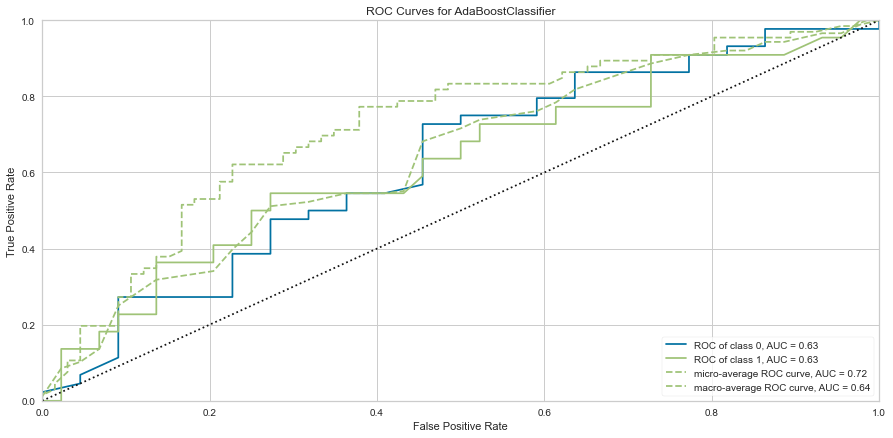 ROC Curves for AdaBoostClassifier
1.0
0.8
0.6
0.4
0.2
0.0
True Positive Rate
0.0 0.2 0.4 0.6 0.8 1.0
False Positive Rate
ROC of class 0, AUC = 0.63
ROC of class 1, AUC = 0.63
micro-average ROC curve, AUC = 0.72
macro-average ROC curve, AUC = 0.64